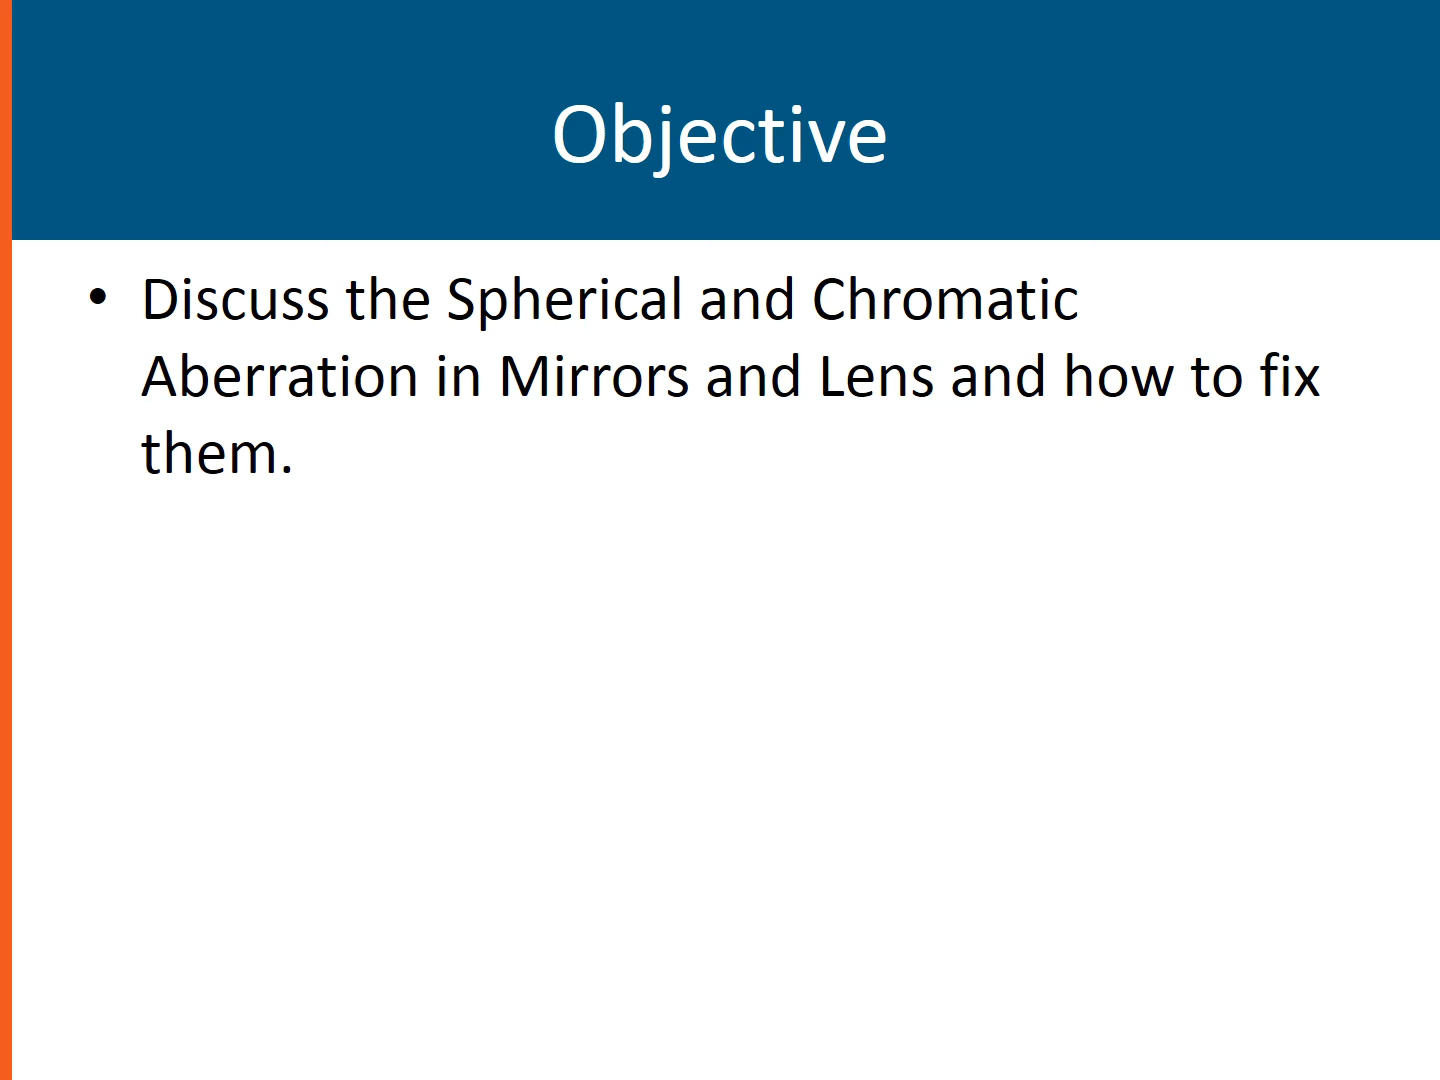 Objective
• Discuss the Spherical and Chromatic
Aberration in Mirrors and Lens and how to fix
them.